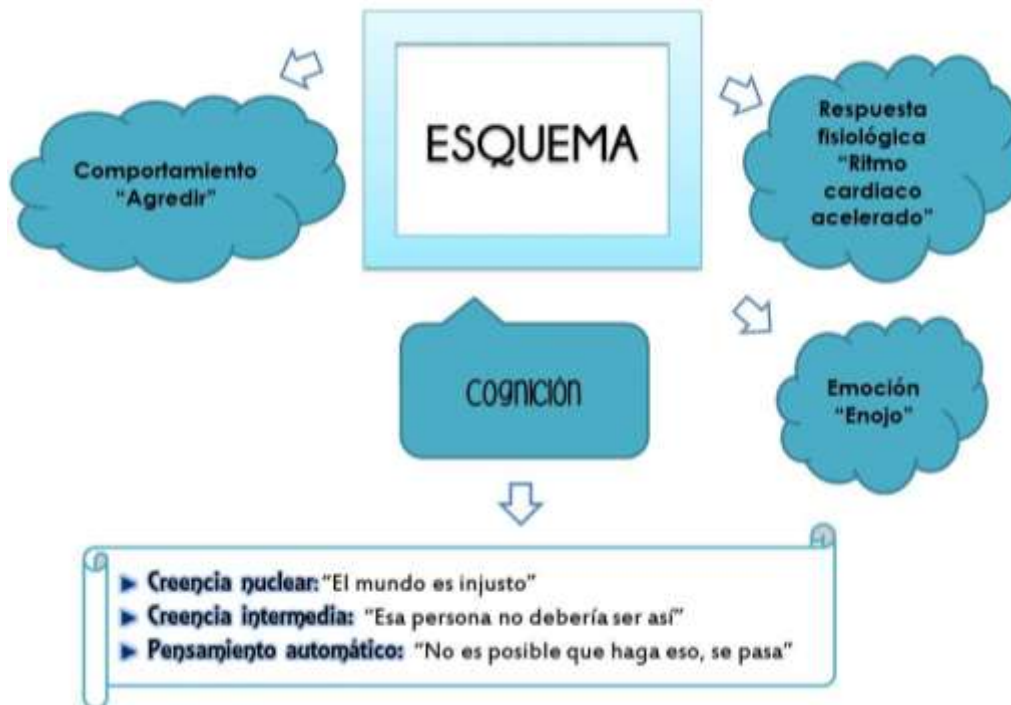 ESQUEMA
Comportamiento
“Agredir”
Respuesta
fisiológica
“Ritmo
cardiaco
acelerado”
Cognición
Emoción
“Enojo”
Creencia nuclear: “El mundo es injusto”
Creencia intermedia: “Esa persona no debería ser así”
Pensamiento automático: “No es posible que haga eso, se pasa”